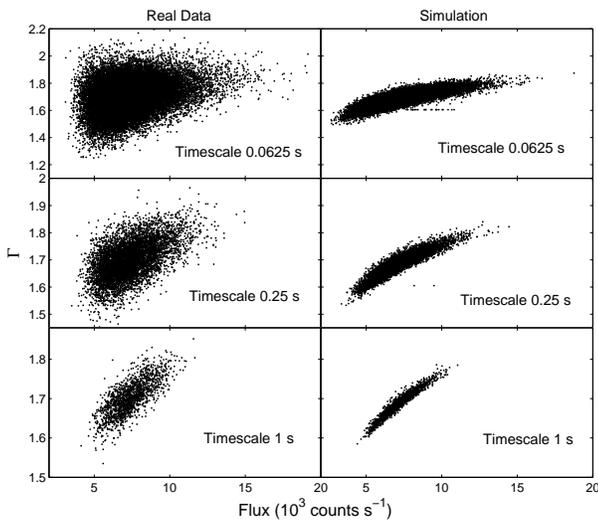 Real Data Simulation
2.2
2
1.8
1.6
1.4
1.2
Timescale 0.0625 s Timescale 0.0625 s
2
1.9
1.8
1.7
1.6
1.5
Timescale 0.25 s Timescale 0.25 s
Γ
1.8
1.7
1.6
1.5
Timescale 1 s Timescale 1 s
5 10 15 20 5 10 15 20
Flux (10³ counts s⁻¹)